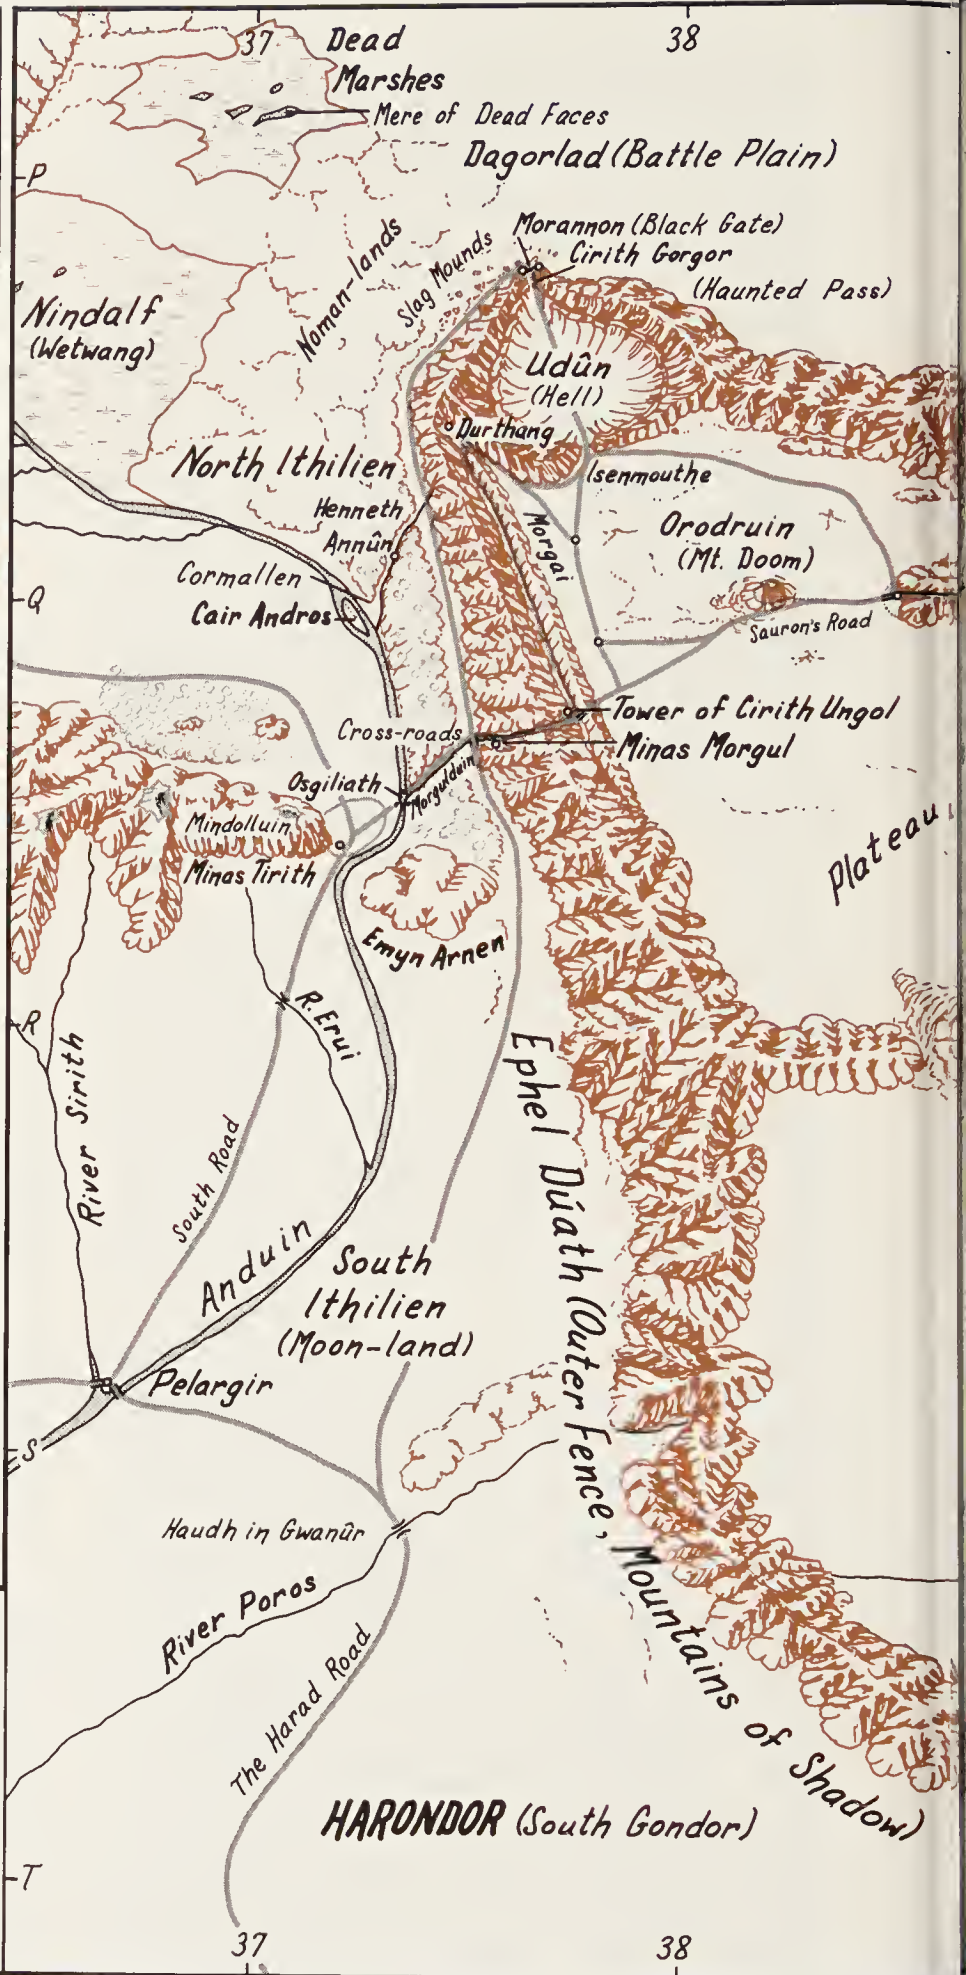 37
38
Dead
Marshes
Mere of Dead Faces
Dagorlad (Battle Plain)
P
Morannon (Black Gate)
Cirith Gorgor
(Haunted Pass)
Noman-lands
Slag Mounds
Nindalf
(Wetwang)
Udûn
(Hell)
Durthang
North Ithilien
Isenmouthe
Henneth
Annûn
Morgai
Orodruin
(Mt. Doom)
Cormallen
Q
Cair Andros
Sauron's Road
Tower of Cirith Ungol
Cross-roads
Minas Morgul
Osgiliath
Morgulduin
Mindolluin
Minas Tirith
Plateau
Emyn Arnen
R
R. Erui
River Sirith
South Road
Anduin
South
Ithilien
(Moon-land)
Ephel Dúath (Outer Fence, Mountains of Shadow)
Pelargir
S
Haudh in Gwanûr
River Poros
The Harad Road
HARONDOR (South Gondor)
T
37
38